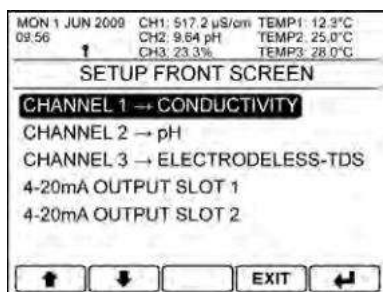 MON 1 JUN 2009 CH1: 517.2 µS/cm TEMP1: 12.3°C
09:56 CH2: 9.64 pH TEMP2: 25.0°C
CH3: 23.3% TEMP3: 28.0°C
SETUP FRONT SCREEN
CHANNEL 1 → CONDUCTIVITY
CHANNEL 2 → pH
CHANNEL 3 → ELECTRODELESS-TDS
4-20mA OUTPUT SLOT 1
4-20mA OUTPUT SLOT 2
EXIT